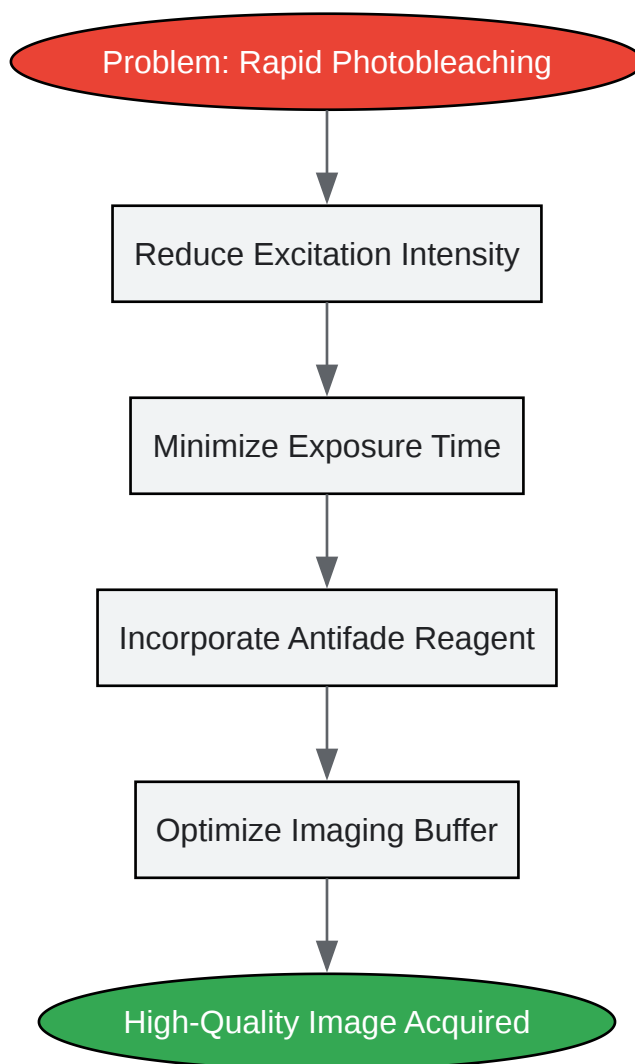 Problem: Rapid Photobleaching
Reduce Excitation Intensity
Minimize Exposure Time
Incorporate Antifade Reagent
Optimize Imaging Buffer
High-Quality Image Acquired